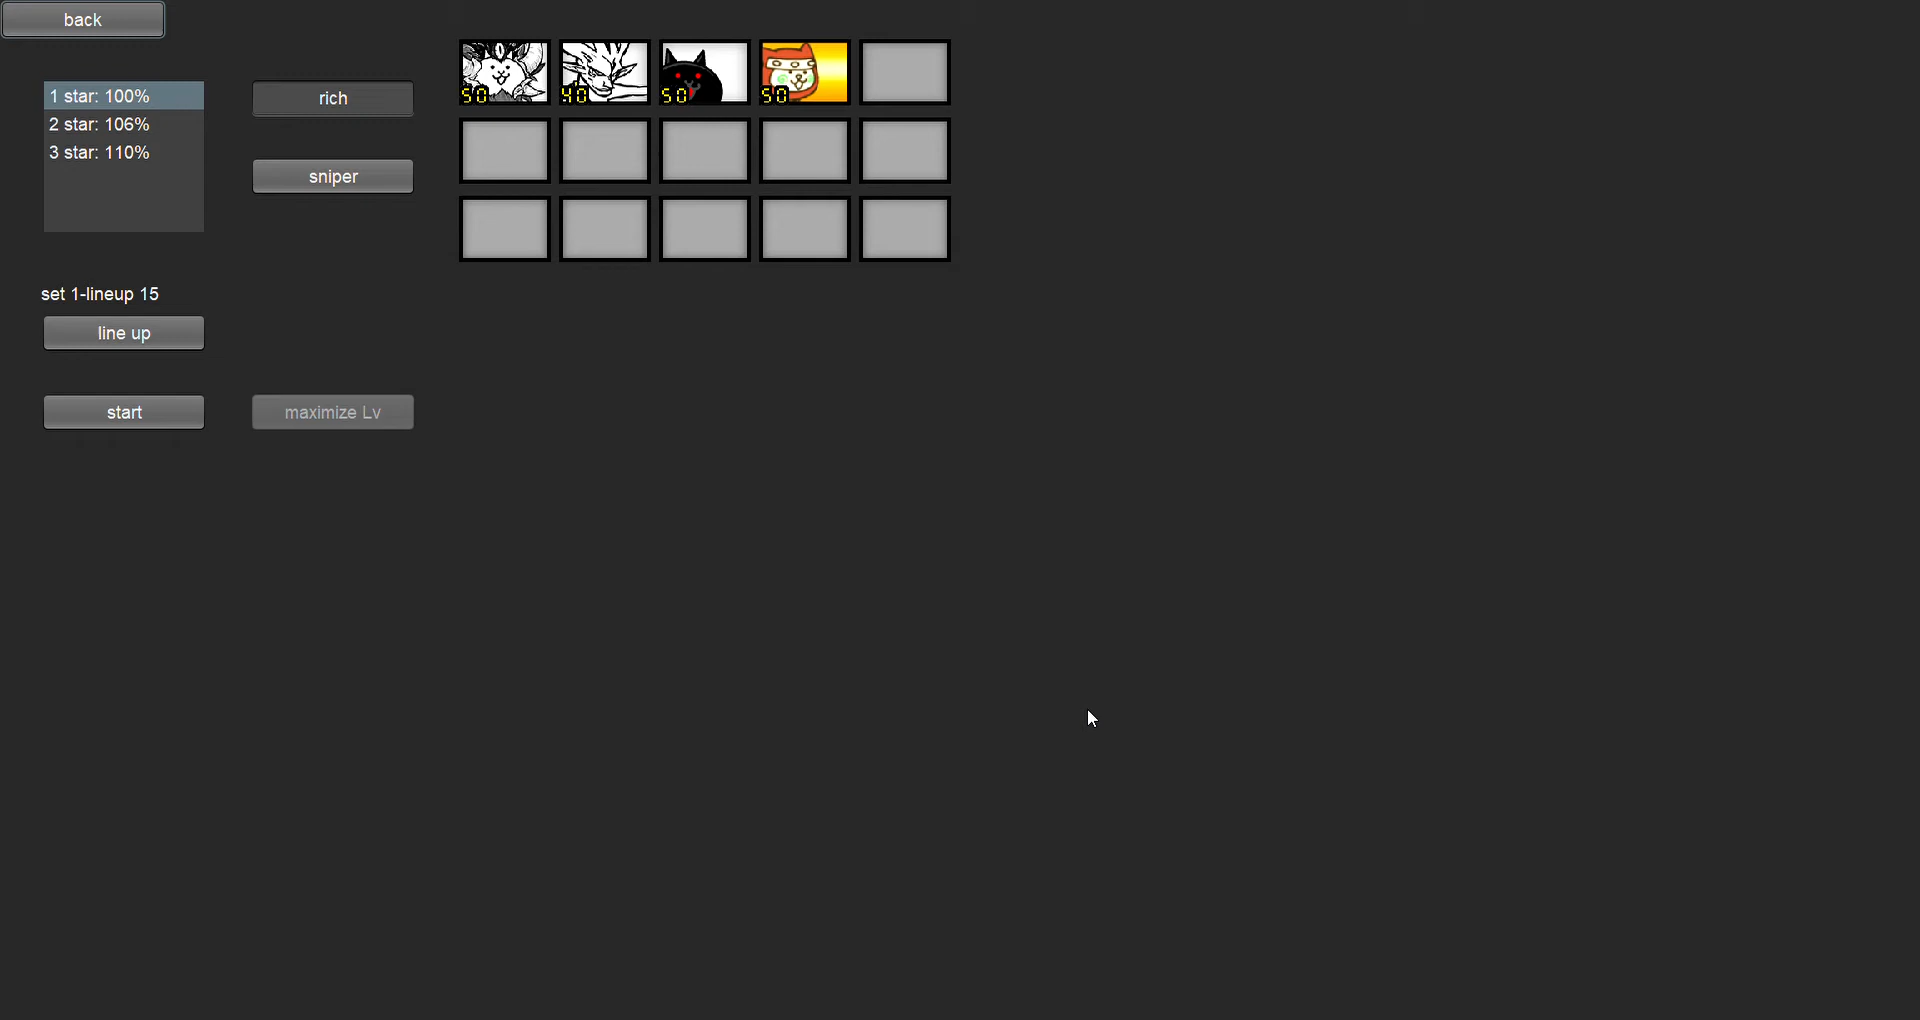 back
1 star: 100%
2 star: 106%
3 star: 110%
rich
sniper
50
40
50
50
set 1-lineup 15
line up
start
maximize Lv